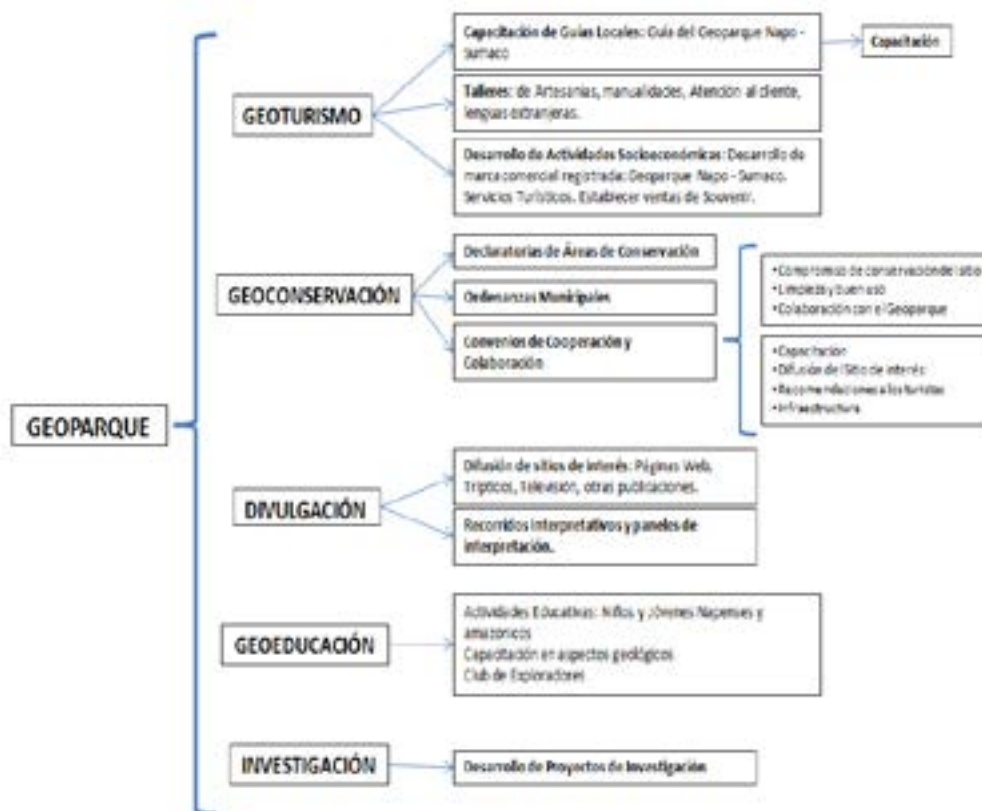 GEOPARQUE
GEOTURISMO
Capacitación de Guías Locales: Guía del Geoparque Napo -
Sumaco
Capacitación
Talleres: de Artesanías, manualidades, Atención al cliente,
lenguas extranjeras.
Desarrollo de Actividades Socioeconómicas: Desarrollo de
marca comercial registrada: Geoparque Napo - Sumaco.
Servicios Turísticos. Establecer ventas de Souvenir.
GEOCONSERVACIÓN
Declaratorias de Áreas de Conservación
Ordenanzas Municipales
Convenios de Cooperación y
Colaboración
•Compromiso de conservación del sitio
•Limpieza y buen uso
•Colaboración con el Geoparque
•Capacitación
•Difusión del Sitio de interés
•Recomendaciones a los turistas
•Infraestructura
DIVULGACIÓN
Difusión de sitios de interés: Páginas Web,
Trípticos, Televisión, otras publicaciones.
Recorridos Interpretativos y paneles de
interpretación.
GEOEDUCACIÓN
Actividades Educativas: Niños y Jóvenes Napenses y
amazónicos
Capacitación en aspectos geológicos
Club de Exploradores
INVESTIGACIÓN
Desarrollo de Proyectos de Investigación